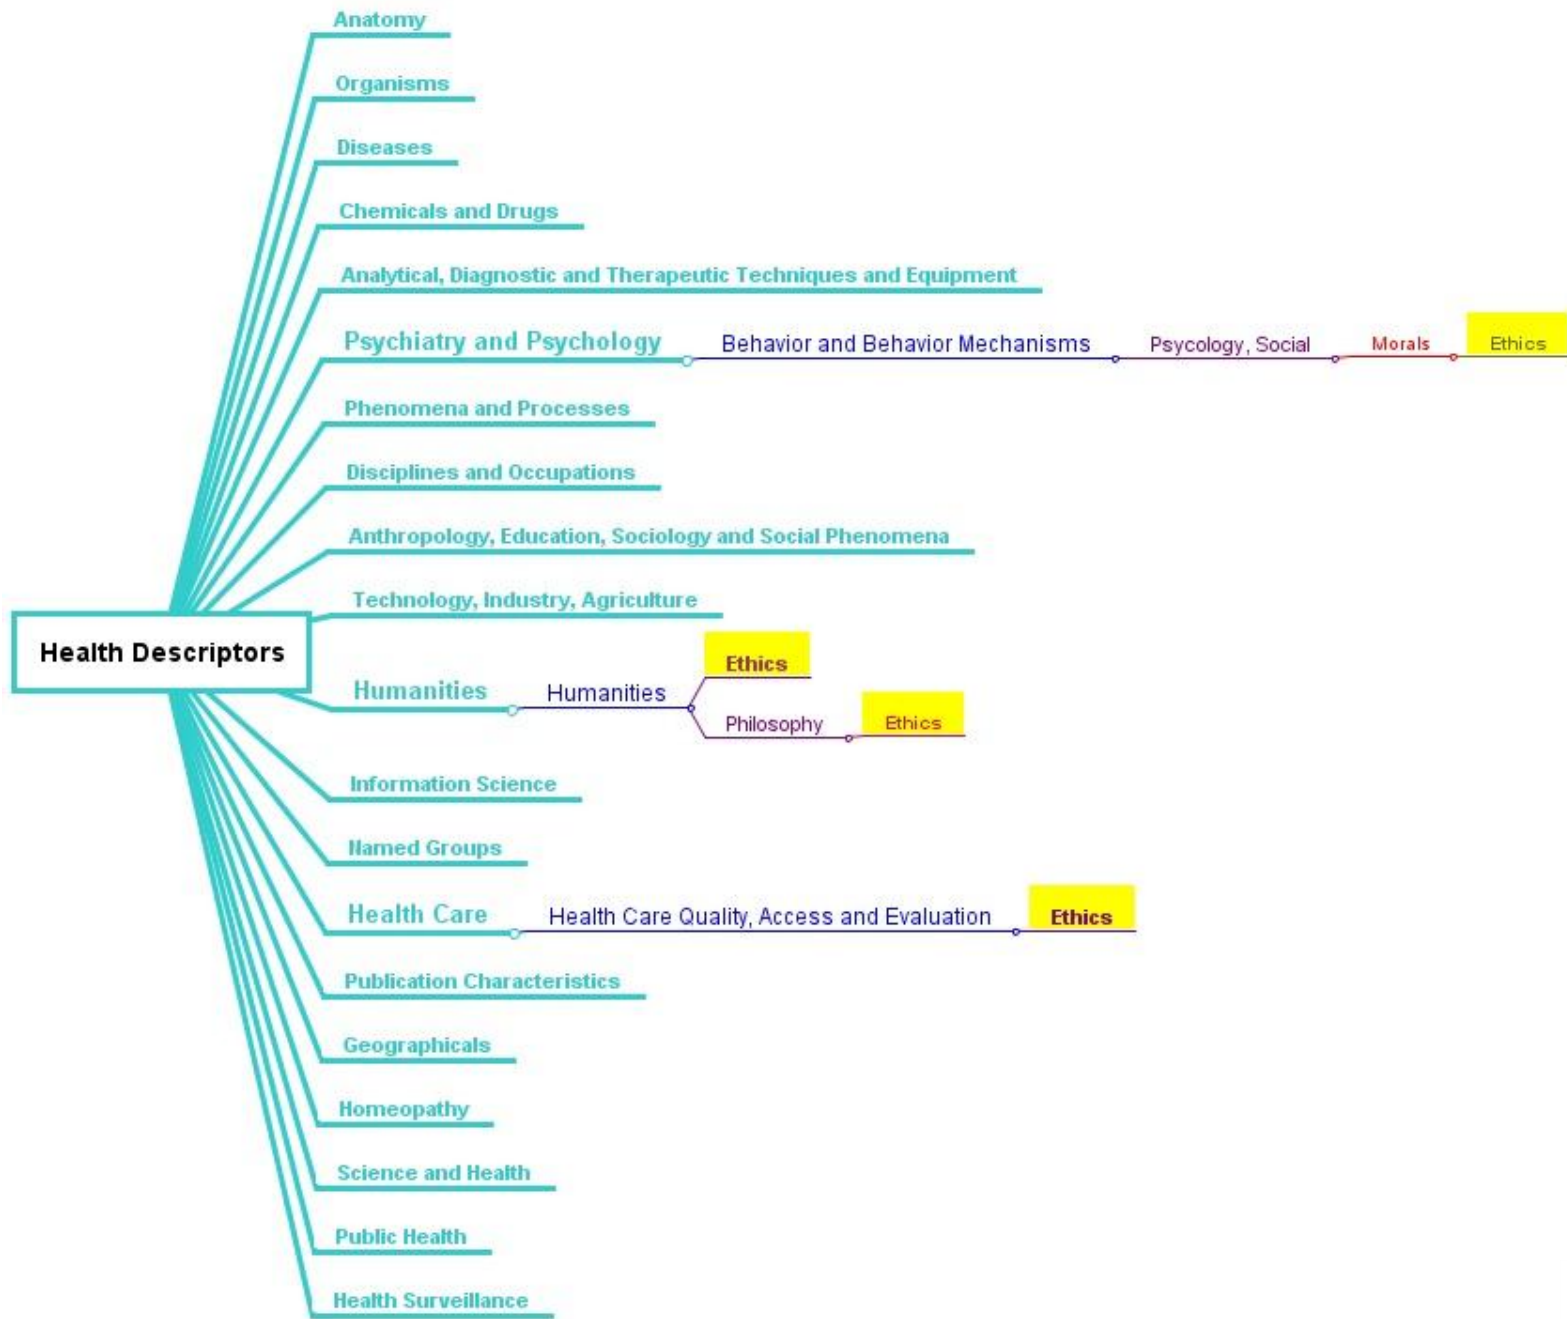 Anatomy
Organisms
Diseases
Chemicals and Drugs
Analytical, Diagnostic and Therapeutic Techniques and Equipment
Psychiatry and Psychology Behavior and Behavior Mechanisms Psycology, Social Morals Ethics
Phenomena and Processes
Disciplines and Occupations
Anthropology, Education, Sociology and Social Phenomena
Technology, Industry, Agriculture
Health Descriptors
Ethics
Humanities Humanities
Philosophy Ethics
Information Science
Named Groups
Health Care Health Care Quality, Access and Evaluation Ethics
Publication Characteristics
Geographicals
Homeopathy
Science and Health
Public Health
Health Surveillance